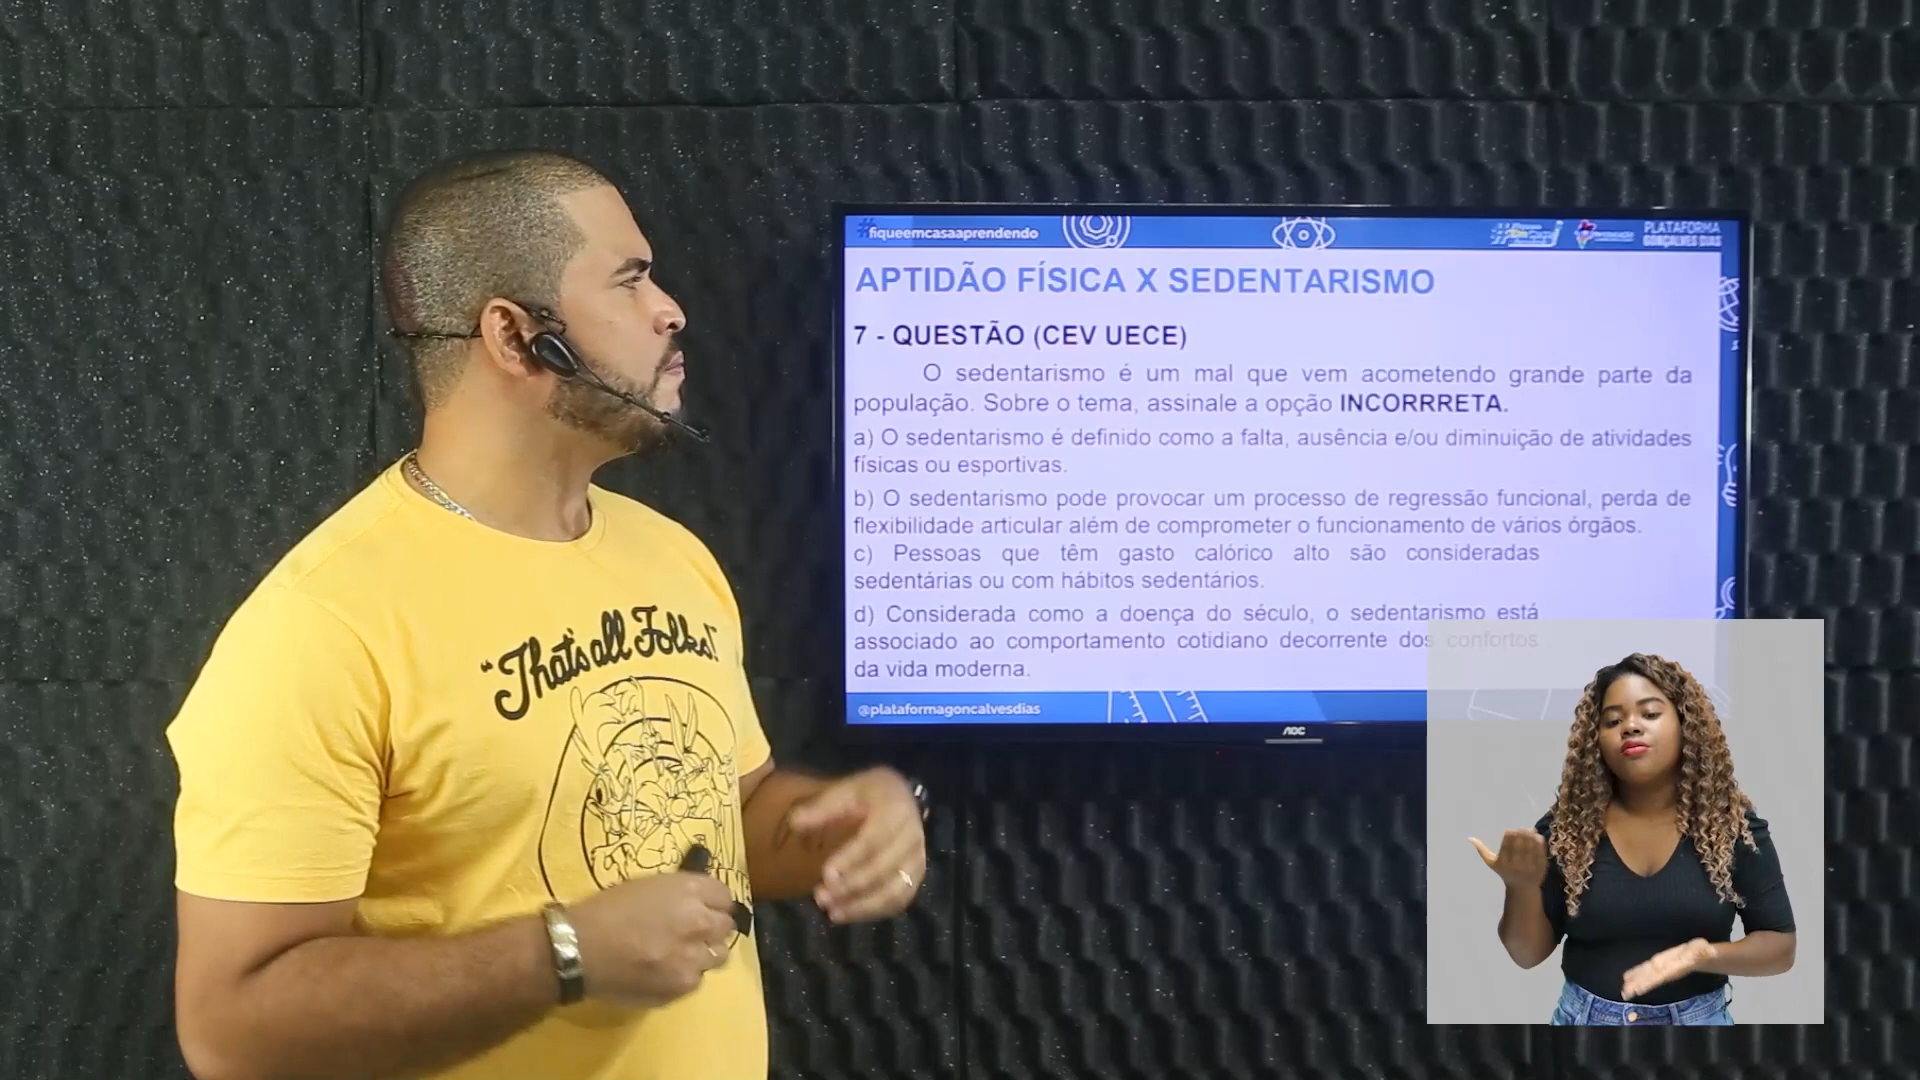 #fiqueemcasaaprendendo
PLATAFORMA
GONÇALVES DIAS
APTIDÃO FÍSICA X SEDENTARISMO
7 - QUESTÃO (CEV UECE)
O sedentarismo é um mal que vem acometendo grande parte da
população. Sobre o tema, assinale a opção INCORRRETA.
a) O sedentarismo é definido como a falta, ausência e/ou diminuição de atividades
físicas ou esportivas.
b) O sedentarismo pode provocar um processo de regressão funcional, perda de
flexibilidade articular além de comprometer o funcionamento de vários órgãos.
c) Pessoas que têm gasto calórico alto são consideradas
sedentárias ou com hábitos sedentários.
d) Considerada como a doença do século, o sedentarismo está
associado ao comportamento cotidiano decorrente dos confortos
da vida moderna.
@plataformagoncalvesdias
AOC
"That's all Folks!"